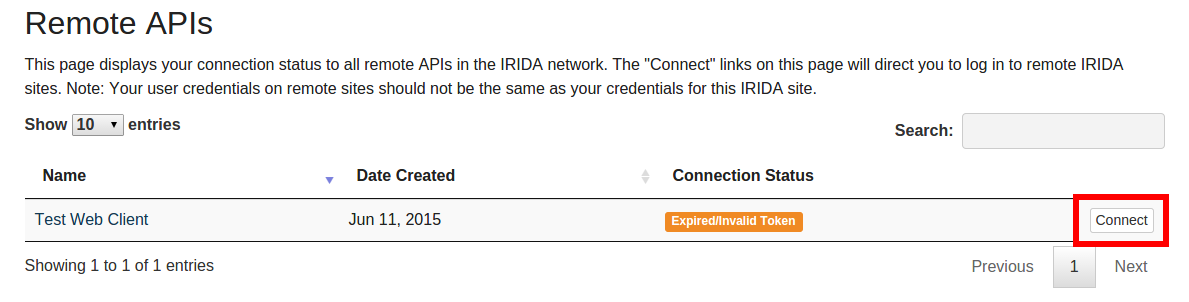 Remote APIs
This page displays your connection status to all remote APIs in the IRIDA network. The "Connect" links on this page will direct you to log in to remote IRIDA
sites. Note: Your user credentials on remote sites should not be the same as your credentials for this IRIDA site.
Show 10 entries
Search:
Name Date Created Connection Status
Test Web Client Jun 11, 2015 Expired/Invalid Token Connect
Showing 1 to 1 of 1 entries
Previous 1 Next